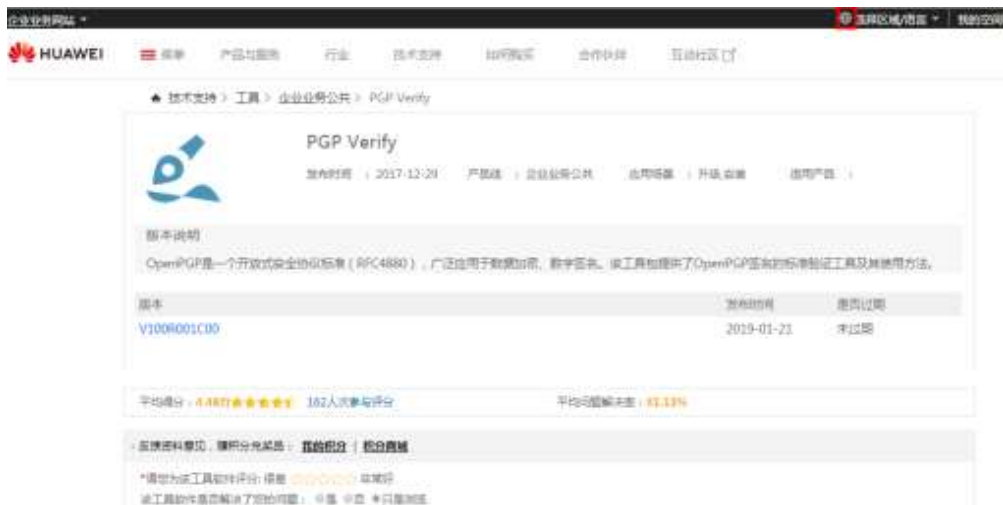 企业业务网站
选择区域/语言 我的空间
HUAWEI 菜单 产品与服务 行业 技术支持 如何购买 合作伙伴 互动社区
技术支持 > 工具 > 企业业务公共 > PGP Verify
PGP Verify
发布时间 : 2017-12-29 产品线 : 企业业务公共 应用场景 : 升级,安装 适用产品 :
版本说明
OpenPGP是一个开放式安全协议标准(RFC4880),广泛应用于数据加密、数字签名。该工具包提供了OpenPGP签名的标准验证工具及其使用方法。
版本 发布时间 是否过期
V100R001C00 2019-01-21 未过期
平均得分: 162人次参与评分 平均问题解决率:
反馈资料意见,赚积分兑奖品: 我的积分 | 积分商城
*请您为该工具软件评分: 很差 非常好
该工具软件是否解决了您的问题: 是 否 只是浏览